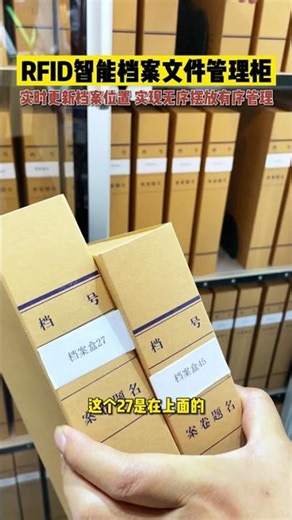 RFID智能档案文件管理柜
实时更新档案位置 实现无序摆放有序管理
档号
档案盒27
案卷题名
档号
档案盒45
案卷题名
这个27是在上面的